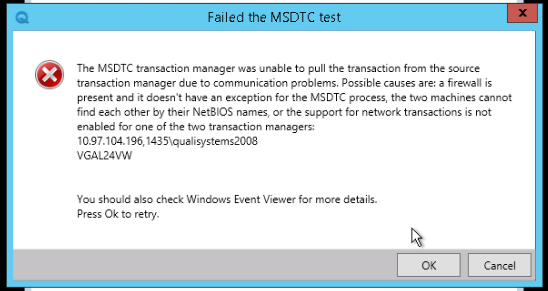 Failed the MSDTC test
x
The MSDTC transaction manager was unable to pull the transaction from the source
transaction manager due to communication problems. Possible causes are: a firewall is
present and it doesn't have an exception for the MSDTC process, the two machines cannot
find each other by their NetBIOS names, or the support for network transactions is not
enabled for one of the two transaction managers:
10.97.104.196,1435\qualisystems2008
VGAL24VW
You should also check Windows Event Viewer for more details.
Press Ok to retry.
OK
Cancel